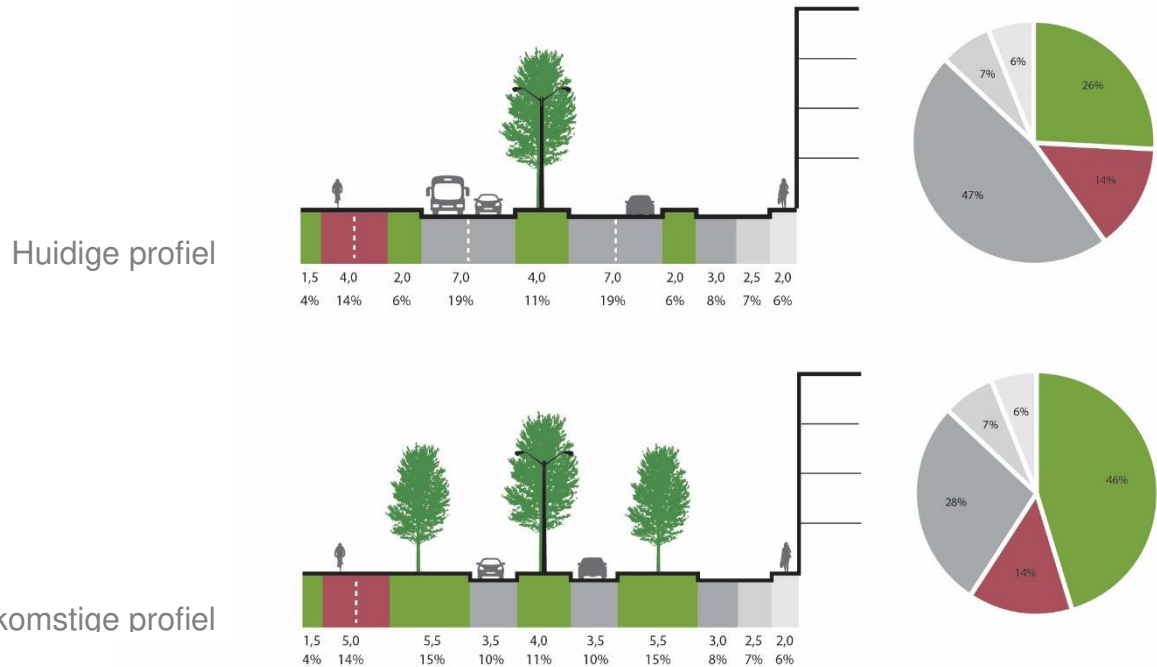 Huidige profiel
1,5 4,0 2,0 7,0 4,0 7,0 2,0 3,0 2,5 2,0
4% 14% 6% 19% 11% 19% 6% 8% 7% 6%
6%
7%
26%
14%
47%
komstige profiel
1,5 5,0 5,5 3,5 4,0 3,5 5,5 3,0 2,5 2,0
4% 14% 15% 10% 11% 10% 15% 8% 7% 6%
6%
7%
46%
28%
14%